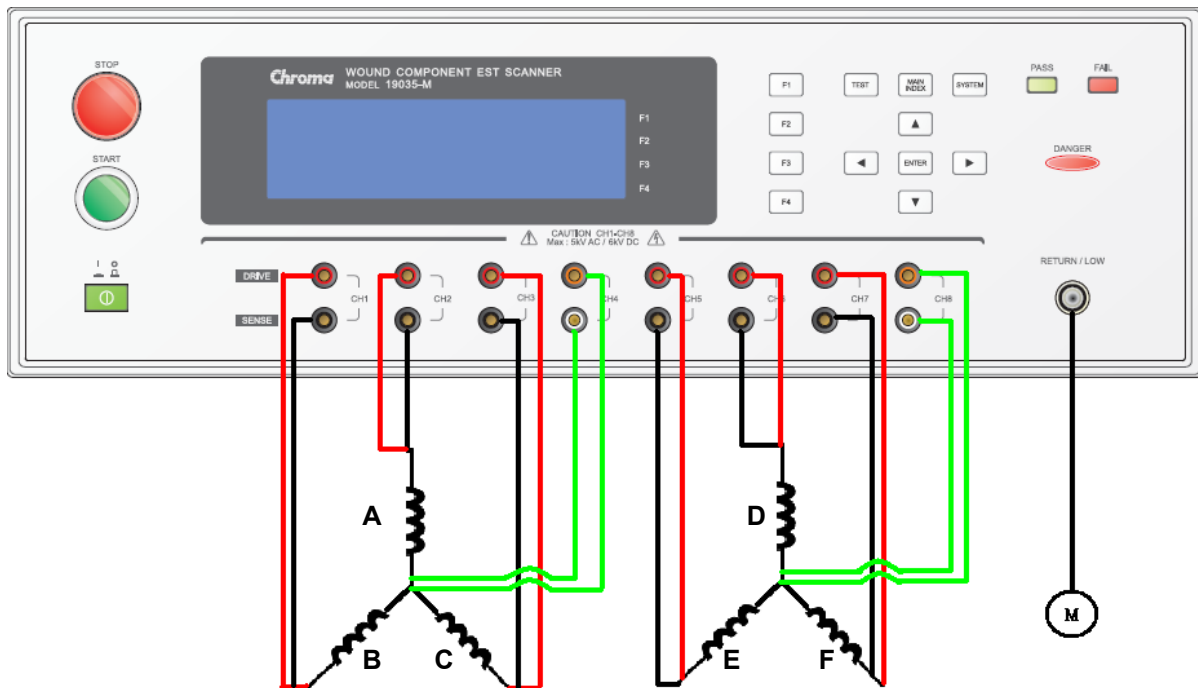 STOP
START
I O
Chroma WOUND COMPONENT EST SCANNER
MODEL 19035-M
F1
F2
F3
F4
F1
F2
F3
F4
TEST
MAIN INDEX
SYSTEM
ENTER
PASS
FAIL
DANGER
CAUTION CH1-CH8
Max : 5kV AC / 6kV DC
DRIVE
SENSE
CH1
CH2
CH3
CH4
CH5
CH6
CH7
CH8
RETURN / LOW
A
B
C
D
E
F
M